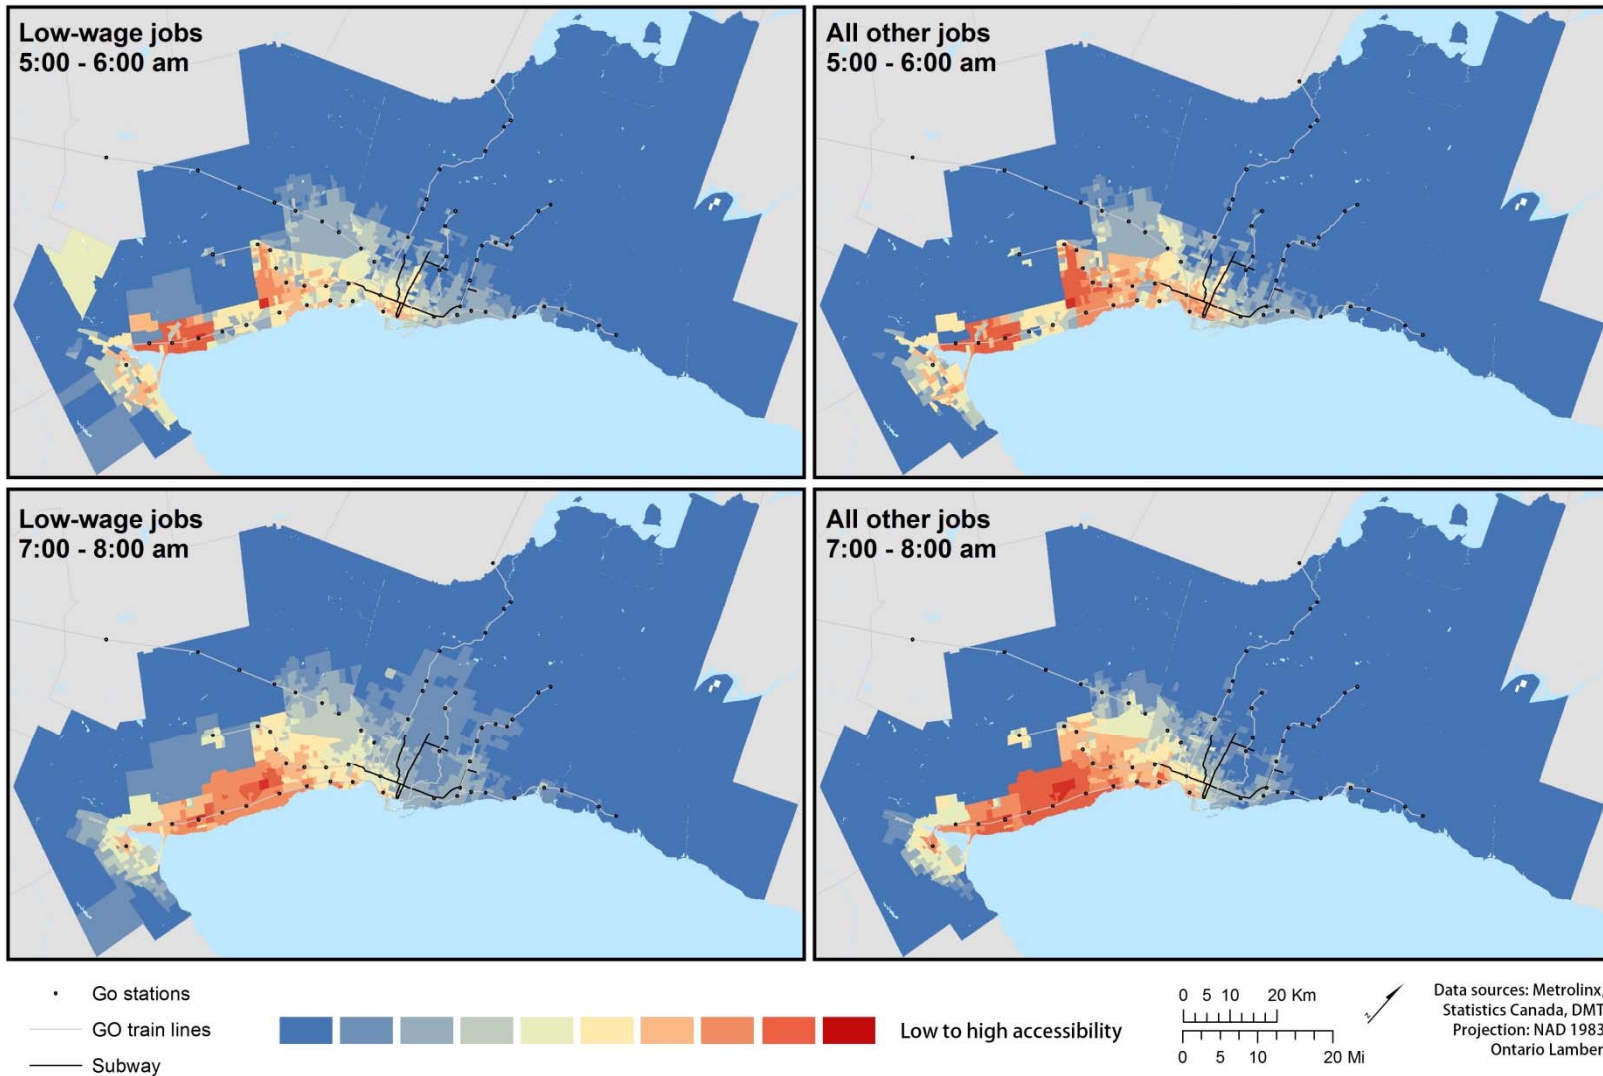 Low-wage jobs
5:00 - 6:00 am
All other jobs
5:00 - 6:00 am
Low-wage jobs
7:00 - 8:00 am
All other jobs
7:00 - 8:00 am
Go stations
GO train lines
Subway
Low to high accessibility
0 5 10 20 Km
0 5 10 20 Mi
N
Data sources: Metrolinx,
Statistics Canada, DMT
Projection: NAD 1983
Ontario Lamber